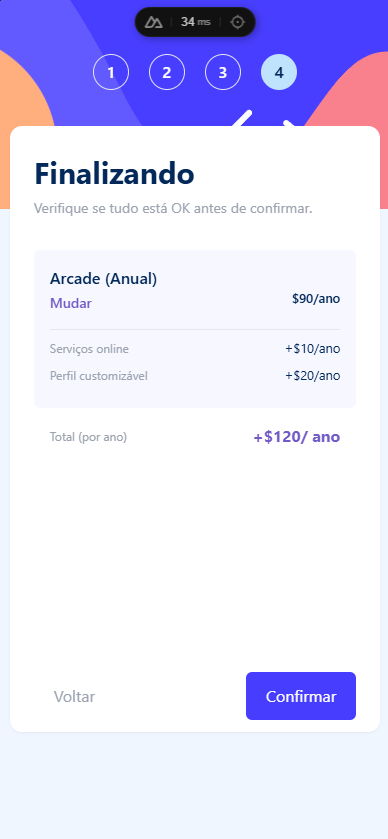 34 ms
1 2 3 4
Finalizando
Verifique se tudo está OK antes de confirmar.
Arcade (Anual)
Mudar
$90/ano
Serviços online +$10/ano
Perfil customizável +$20/ano
Total (por ano) +$120/ ano
Voltar Confirmar